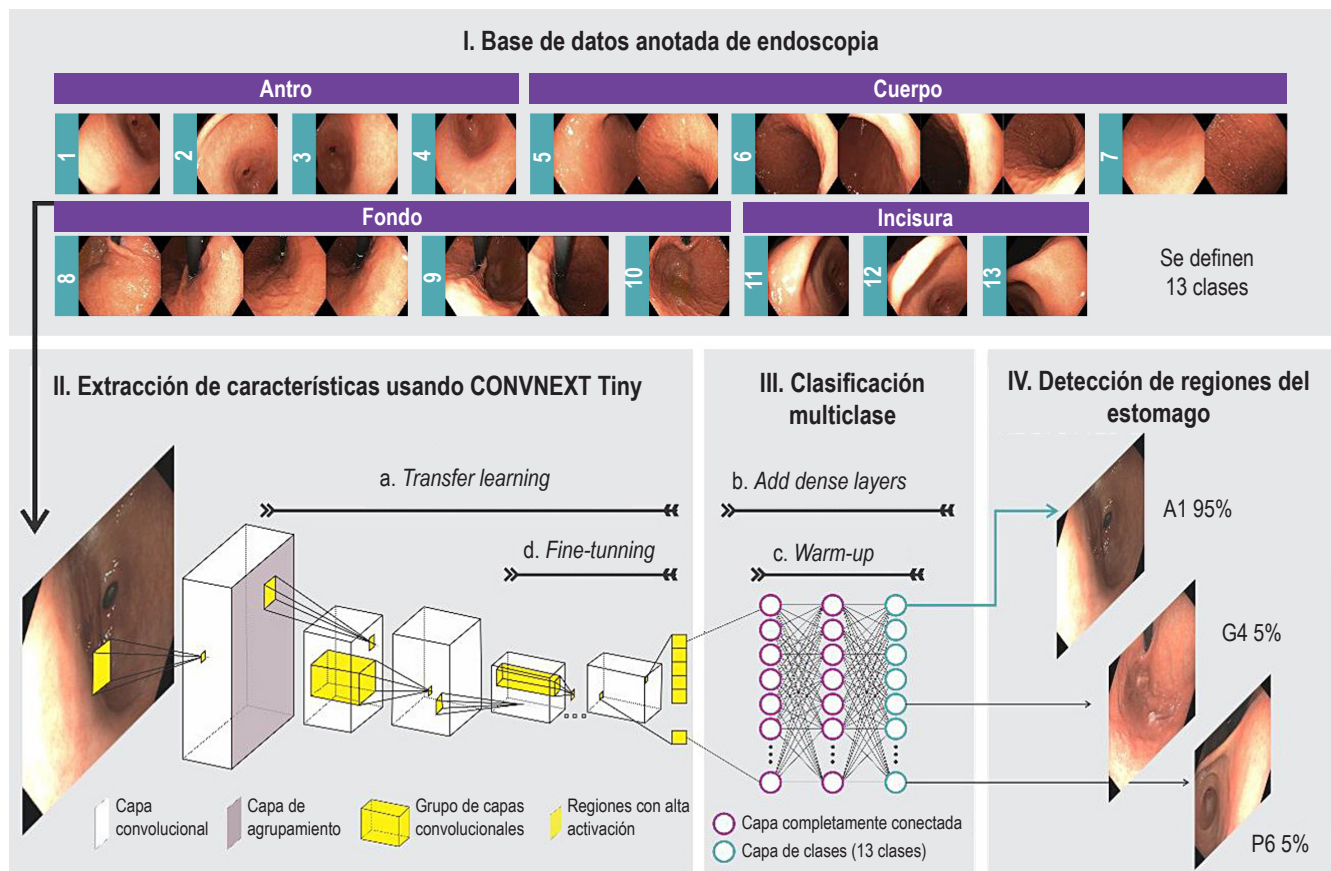 I. Base de datos anotada de endoscopia
Antro
Cuerpo
1
2
3
4
5
6
7
Fondo
Incisura
8
9
10
11
12
13
Se definen
13 clases
II. Extracción de características usando CONVNEXT Tiny
a. Transfer learning
d. Fine-tunning
Capa
convolucional
Capa de
agrupamiento
Grupo de capas
convolucionales
Regiones con alta
activación
III. Clasificación
multiclase
b. Add dense layers
c. Warm-up
Capa completamente conectada
Capa de clases (13 clases)
IV. Detección de regiones del
estomago
A1 95%
G4 5%
P6 5%